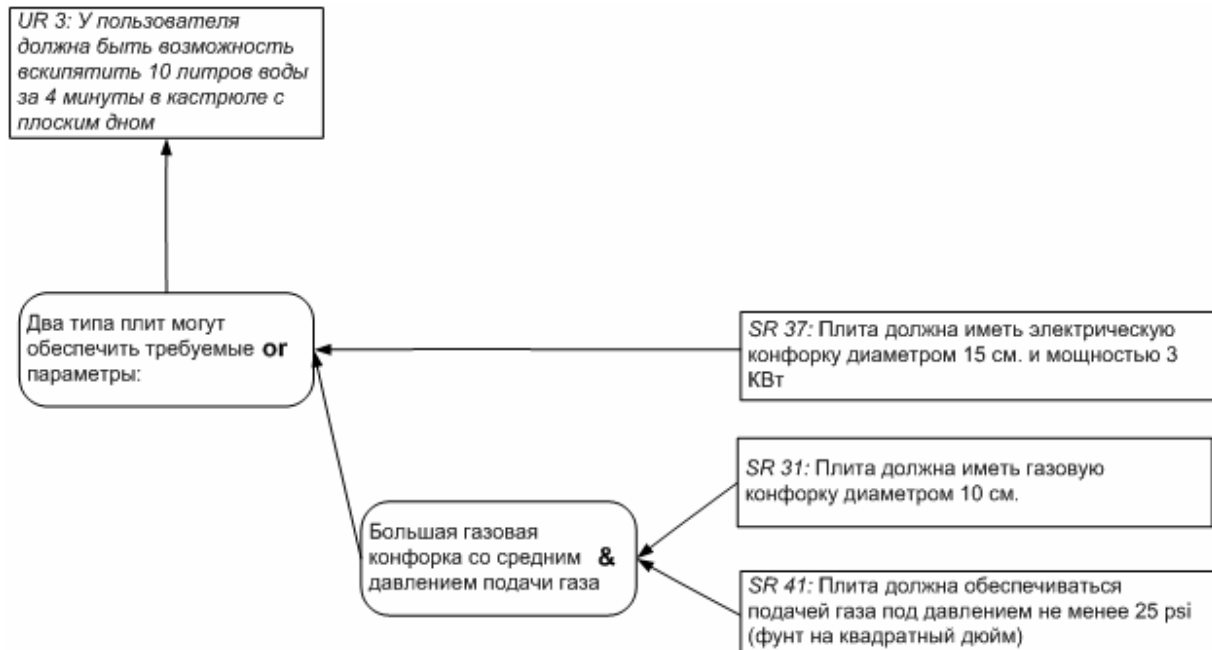 UR 3: У пользователя
должна быть возможность
вскипятить 10 литров воды
за 4 минуты в кастрюле с
плоским дном
Два типа плит могут
обеспечить требуемые or
параметры:
SR 37: Плита должна иметь электрическую
конфорку диаметром 15 см. и мощностью 3
КВт
SR 31: Плита должна иметь газовую
конфорку диаметром 10 см.
Большая газовая
конфорка со средним &
давлением подачи газа
SR 41: Плита должна обеспечиваться
подачей газа под давлением не менее 25 psi
(фунт на квадратный дюйм)